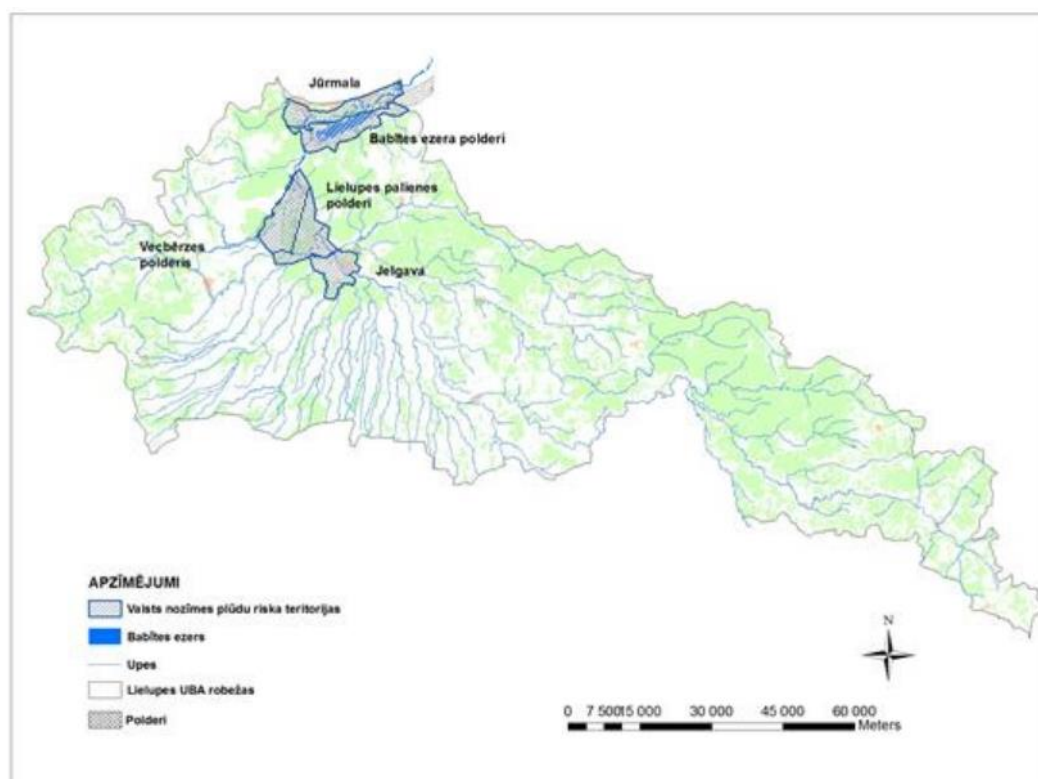 Jūrmala
Babītes ezera polderi
Lielupes palienes
polderi
Vecbērzes
polderis
Jelgava
APZĪMĒJUMI
Valsts nozīmes plūdu riska teritorijas
Babītes ezers
Upes
Lielupes UBA robežas
Polderi
N
0 7 500 15 000 30 000 45 000 60 000
Meters